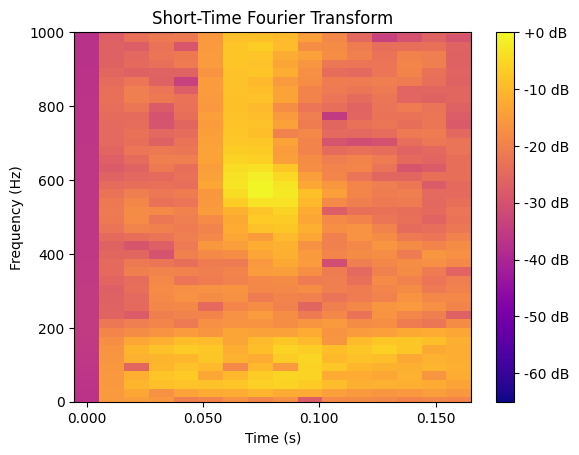 Short-Time Fourier Transform
Frequency (Hz)
1000
800
600
400
200
0
0.000
0.050
0.100
0.150
Time (s)
+0 dB
-10 dB
-20 dB
-30 dB
-40 dB
-50 dB
-60 dB